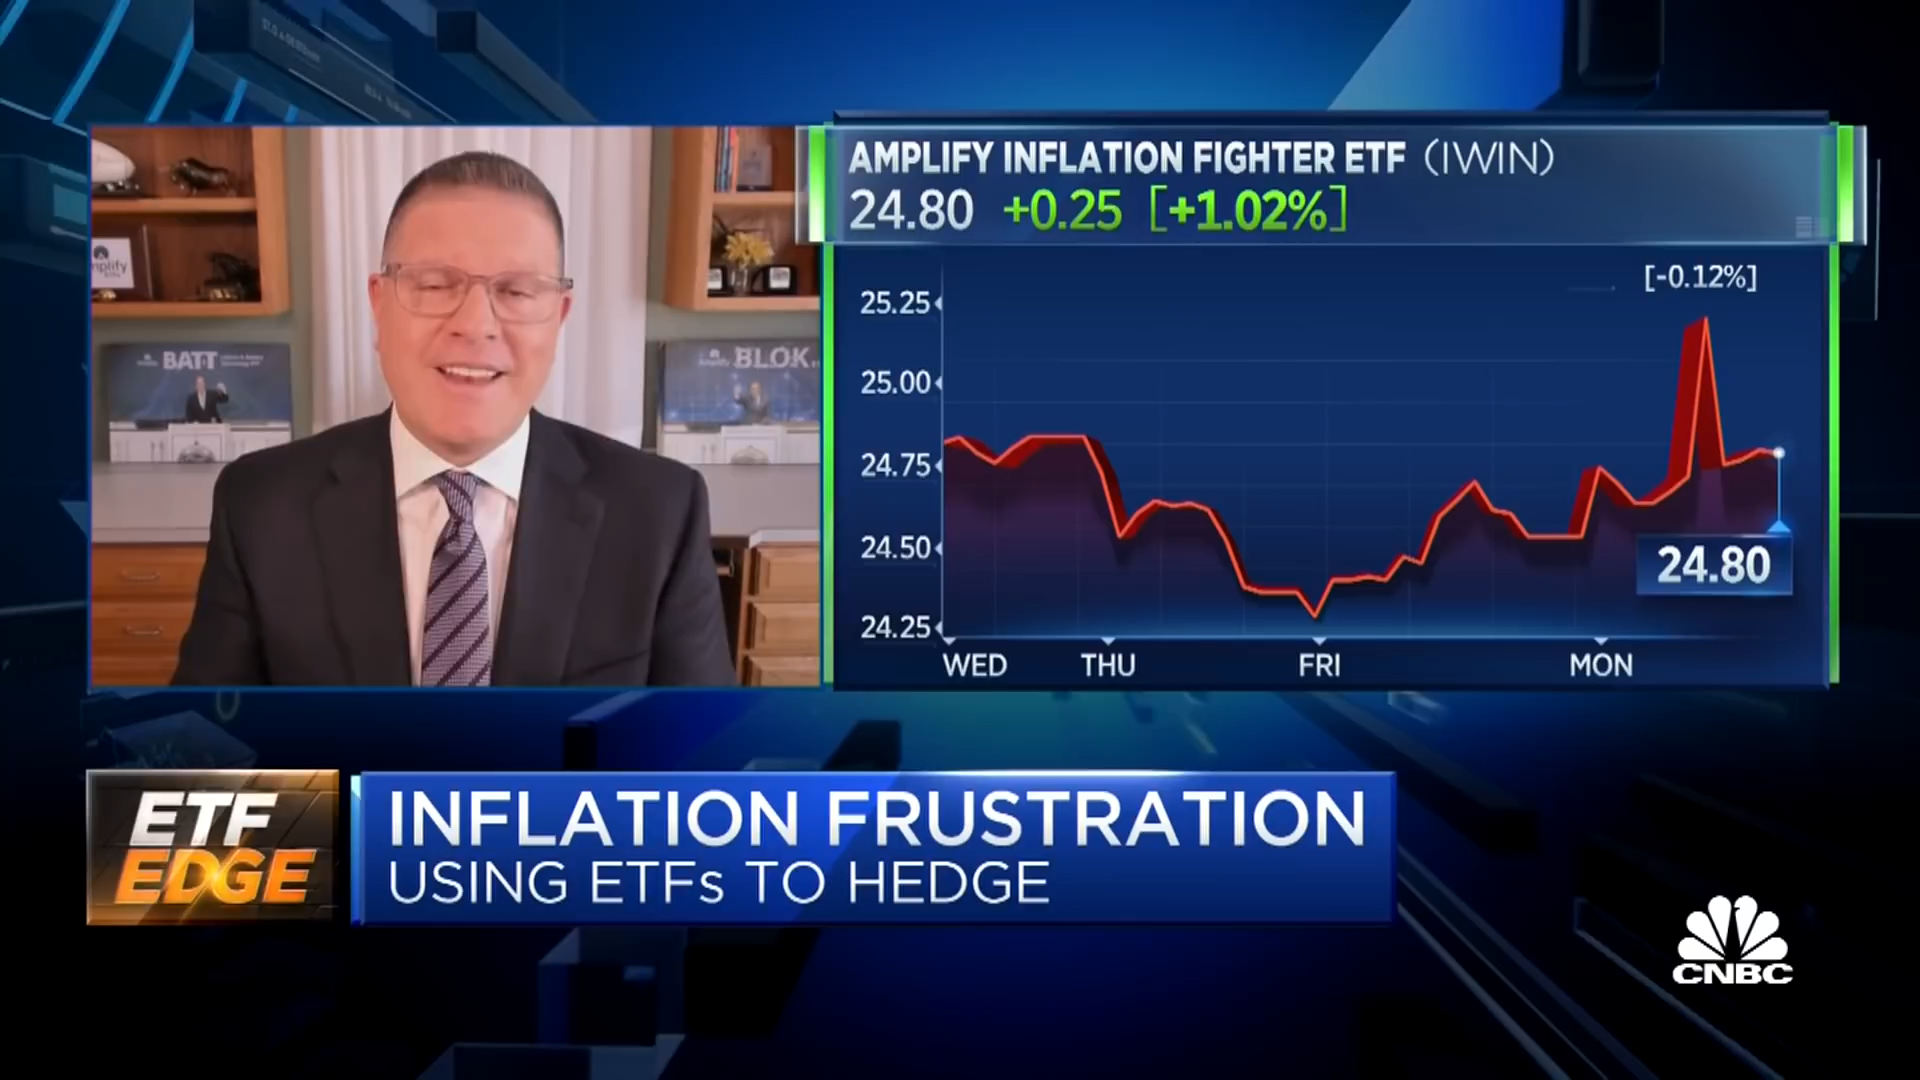 AMPLIFY INFLATION FIGHTER ETF (IWIN)
24.80 +0.25 [+1.02%]
[-0.12%]
25.25
25.00
24.75
24.50
24.25
24.80
WED THU FRI MON
BATT
BLOK
ETF
EDGE
INFLATION FRUSTRATION
USING ETFs TO HEDGE
CNBC